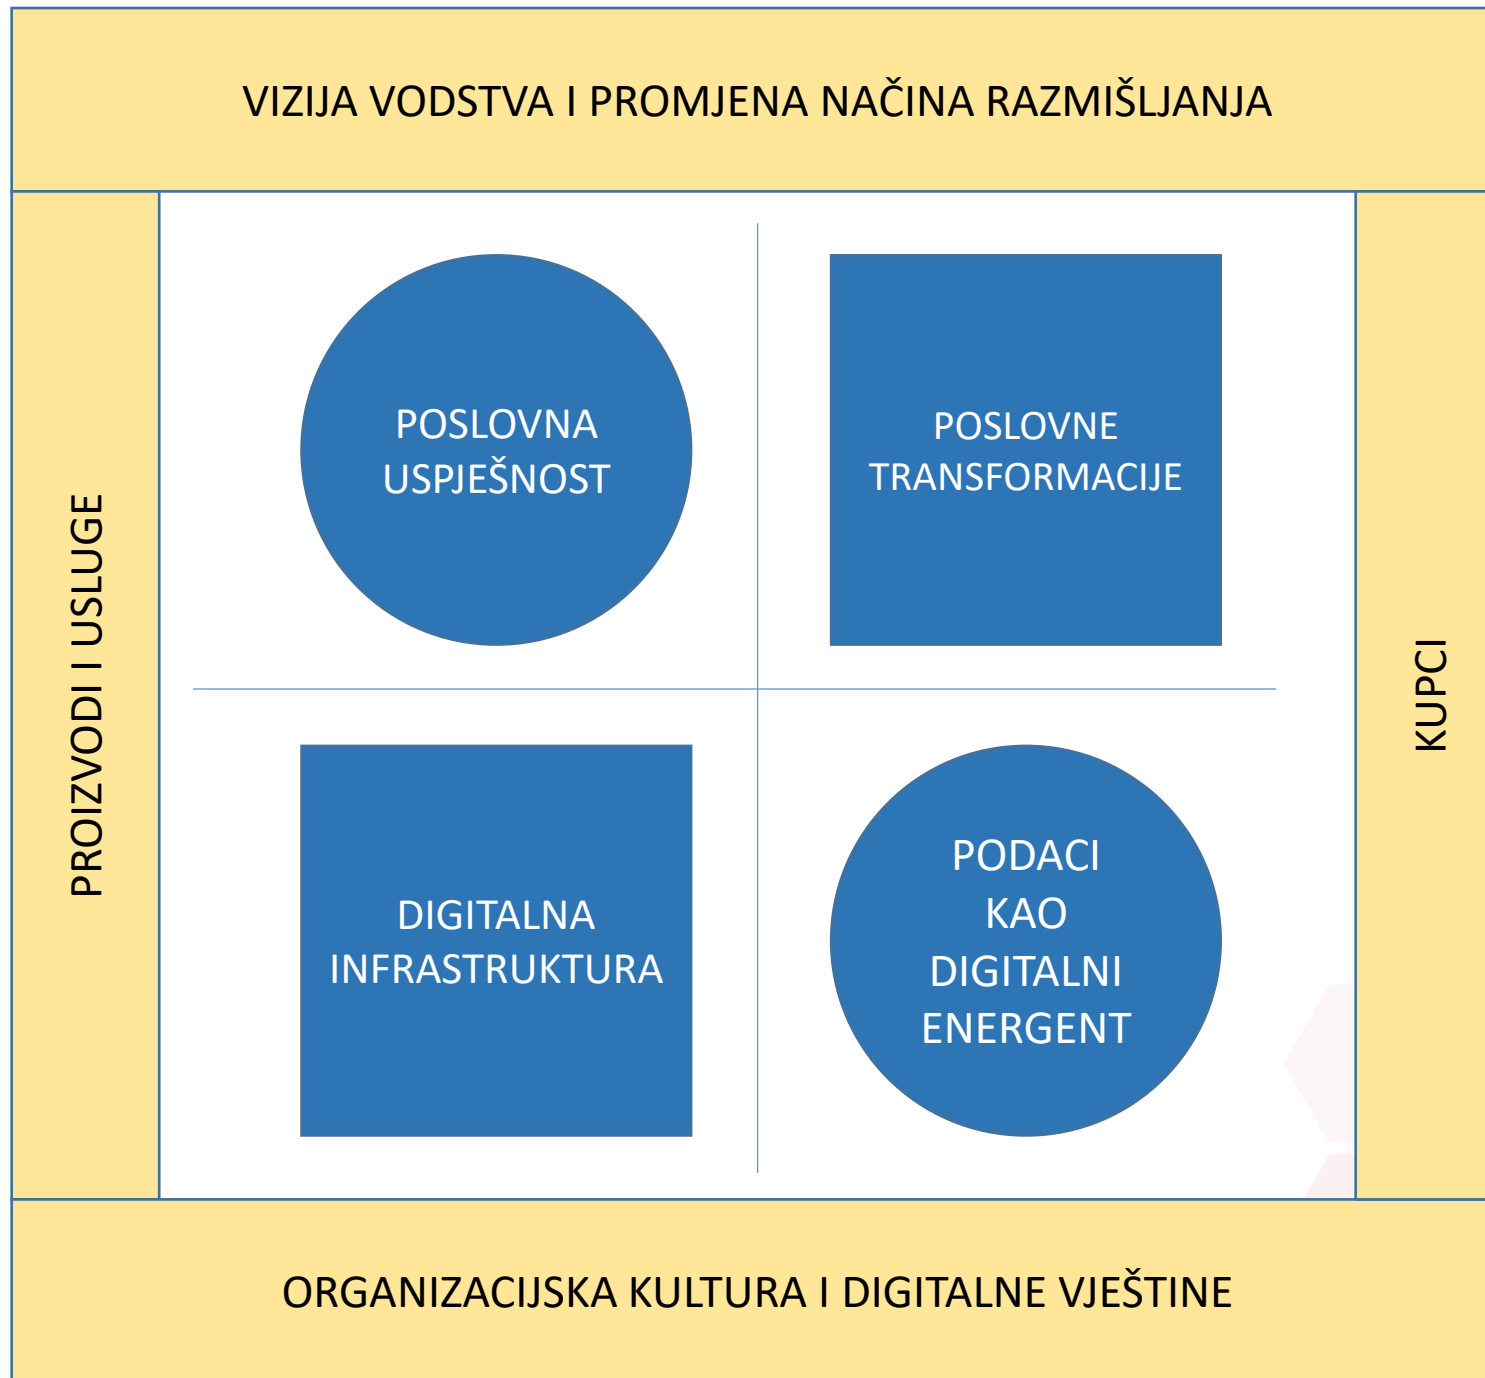 VIZIJA VODSTVA I PROMJENA NAČINA RAZMIŠLJANJA
PROIZVODI I USLUGE
POSLOVNA
USPJEŠNOST
POSLOVNE
TRANSFORMACIJE
KUPCI
DIGITALNA
INFRASTRUKTURA
PODACI
KAO
DIGITALNI
ENERGENT
ORGANIZACIJSKA KULTURA I DIGITALNE VJEŠTINE